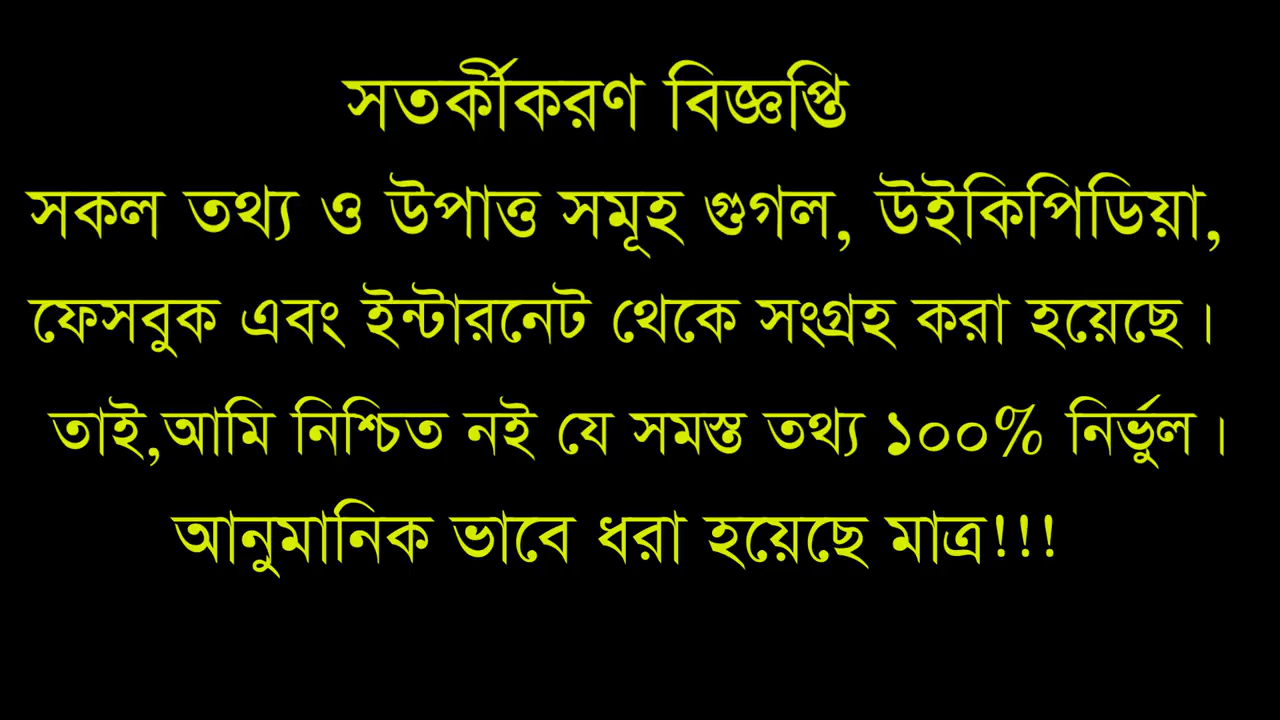 সতর্কীকরণ বিজ্ঞপ্তি
সকল তথ্য ও উপাত্ত সমূহ গুগল, উইকিপিডিয়া,
ফেসবুক এবং ইন্টারনেট থেকে সংগ্রহ করা হয়েছে।
তাই,আমি নিশ্চিত নই যে সমস্ত তথ্য ১০০% নির্ভুল।
আনুমানিক ভাবে ধরা হয়েছে মাত্র!!!